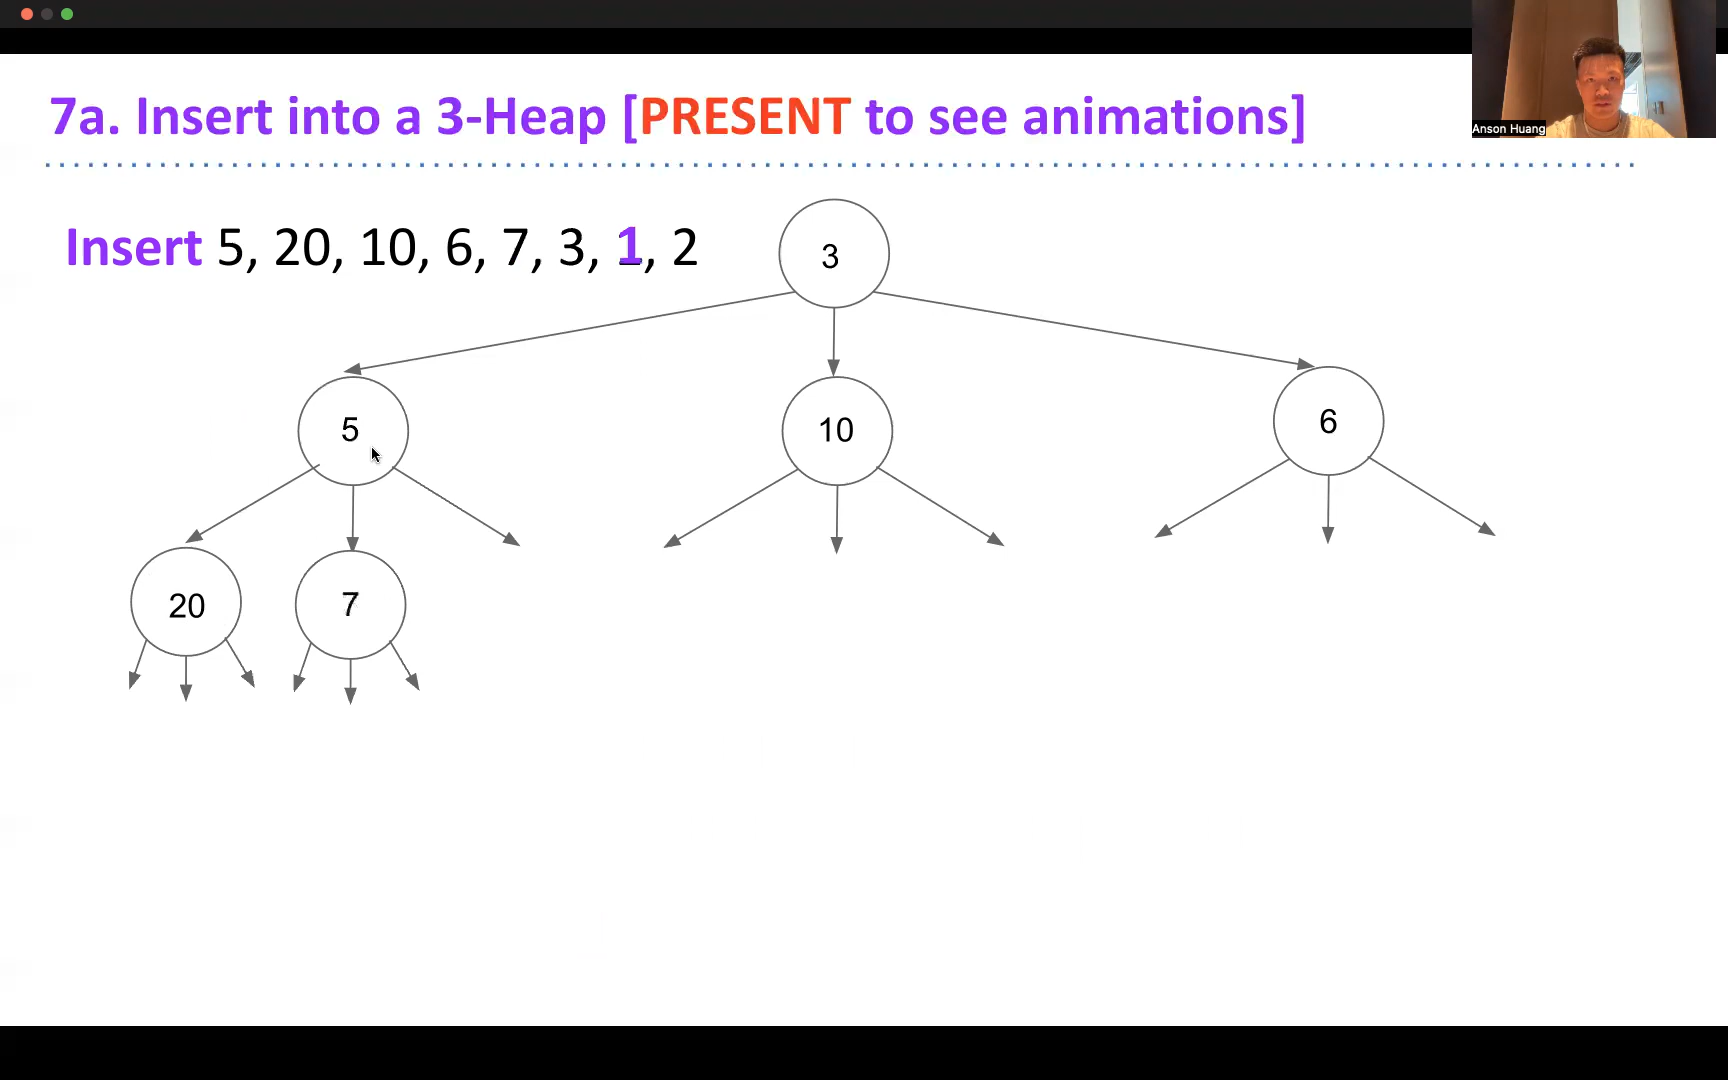 7a. Insert into a 3-Heap [PRESENT to see animations]
Anson Huang
Insert 5, 20, 10, 6, 7, 3, 1, 2
3
5
10
6
20
7